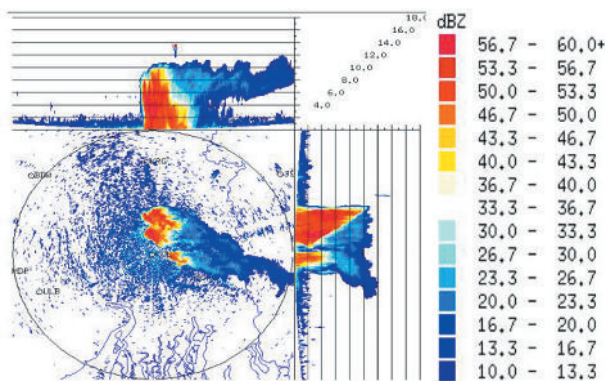 18.0
16.0
14.0
12.0
10.0
8.0
6.0
4.0
dBZ
56.7 - 60.0+
53.3 - 56.7
50.0 - 53.3
46.7 - 50.0
43.3 - 46.7
40.0 - 43.3
36.7 - 40.0
33.3 - 36.7
30.0 - 33.3
26.7 - 30.0
23.3 - 26.7
20.0 - 23.3
16.7 - 20.0
13.3 - 16.7
10.0 - 13.3